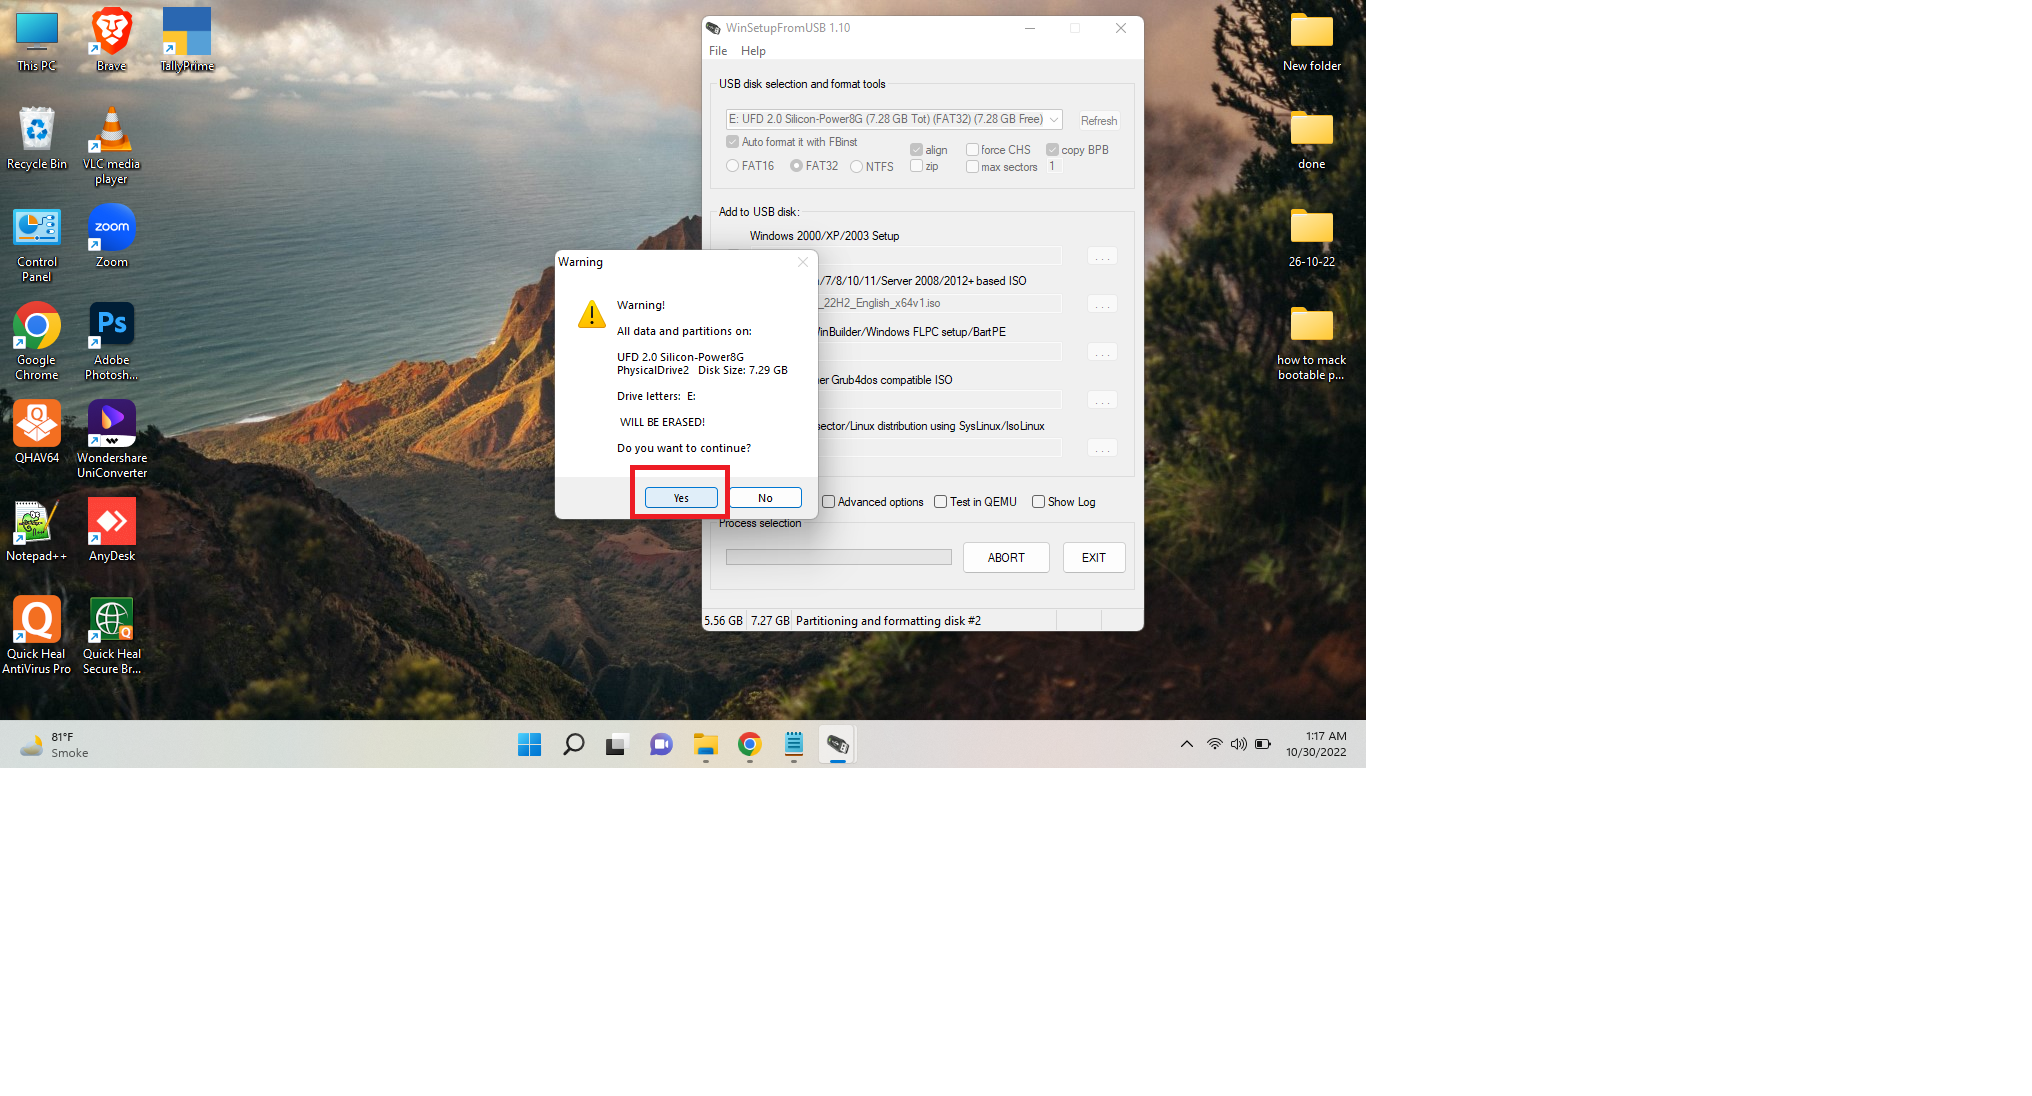 This PC
Brave
TallyPrime
Recycle Bin
VLC media
player
Control
Panel
zoom
Zoom
Google
Chrome
Ps
Adobe
Photosh...
QHAV64
Wondershare
UniConverter
Notepad++
AnyDesk
Quick Heal
AntiVirus Pro
Quick Heal
Secure Br...
WinSetupFromUSB 1.10
File Help
USB disk selection and format tools
E: UFD 2.0 Silicon-Power8G (7.28 GB Tot) (FAT32) (7.28 GB Free)
Refresh
Auto format it with FBinst
align
force CHS
copy BPB
FAT16
FAT32
NTFS
zip
max sectors
1
Add to USB disk:
Windows 2000/XP/2003 Setup
...
/7/8/10/11/Server 2008/2012+ based ISO
_22H2_English_x64v1.iso
...
inBuilder/Windows FLPC setup/BartPE
...
er Grub4dos compatible ISO
...
sector/Linux distribution using SysLinux/IsoLinux
...
Advanced options
Test in QEMU
Show Log
Process selection
ABORT
EXIT
5.56 GB
7.27 GB
Partitioning and formatting disk #2
Warning
Warning!
All data and partitions on:
UFD 2.0 Silicon-Power8G
PhysicalDrive2 Disk Size: 7.29 GB
Drive letters: E:
WILL BE ERASED!
Do you want to continue?
Yes
No
New folder
done
26-10-22
how to mack
bootable p...
81°F
Smoke
1:17 AM
10/30/2022